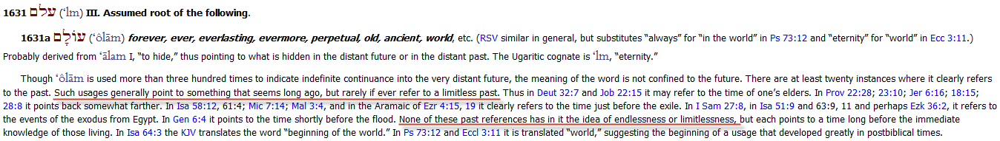 1631 עלם (ʻlm) III. Assumed root of the following.
1631a עוֹלָם (ʻôlām) forever, ever, everlasting, evermore, perpetual, old, ancient, world, etc. (RSV similar in general, but substitutes “always” for “in the world” in Ps 73:12 and “eternity” for “world” in Ecc 3:11.)
Probably derived from ʻālam I, “to hide,” thus pointing to what is hidden in the distant future or in the distant past. The Ugaritic cognate is ʻlm, “eternity.”
Though ʻôlām is used more than three hundred times to indicate indefinite continuance into the very distant future, the meaning of the word is not confined to the future. There are at least twenty instances where it clearly refers
to the past. Such usages generally point to something that seems long ago, but rarely if ever refer to a limitless past. Thus in Deut 32:7 and Job 22:15 it may refer to the time of one’s elders. In Prov 22:28; 23:10; Jer 6:16; 18:15;
28:8 it points back somewhat farther. In Isa 58:12, 61:4; Mic 7:14; Mal 3:4, and in the Aramaic of Ezr 4:15, 19 it clearly refers to the time just before the exile. In I Sam 27:8, in Isa 51:9 and 63:9, 11 and perhaps Ezk 36:2, it refers to
the events of the exodus from Egypt. In Gen 6:4 it points to the time shortly before the flood. None of these past references has in it the idea of endlessness or limitlessness, but each points to a time long before the immediate
knowledge of those living. In Isa 64:3 the KJV translates the word “beginning of the world.” In Ps 73:12 and Eccl 3:11 it is translated “world,” suggesting the beginning of a usage that developed greatly in postbiblical times.